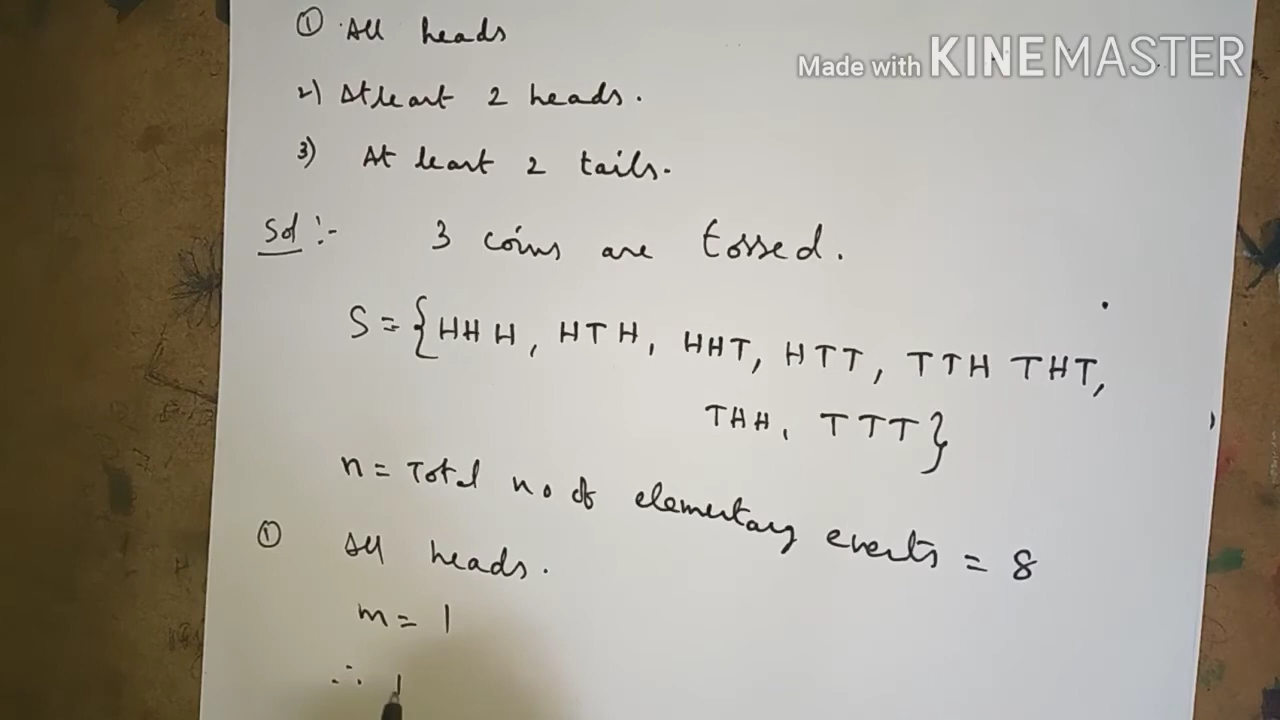 Made with KINEMASTER
① All heads
2) Atleast 2 heads.
3) At least 2 tails.
Sol :- 3 coins are tossed.
S = {HHH, HTH, HHT, HTT, TTH THT,
THH, TTT}
n = Total no of elementary events = 8
① All heads.
m = 1
∴